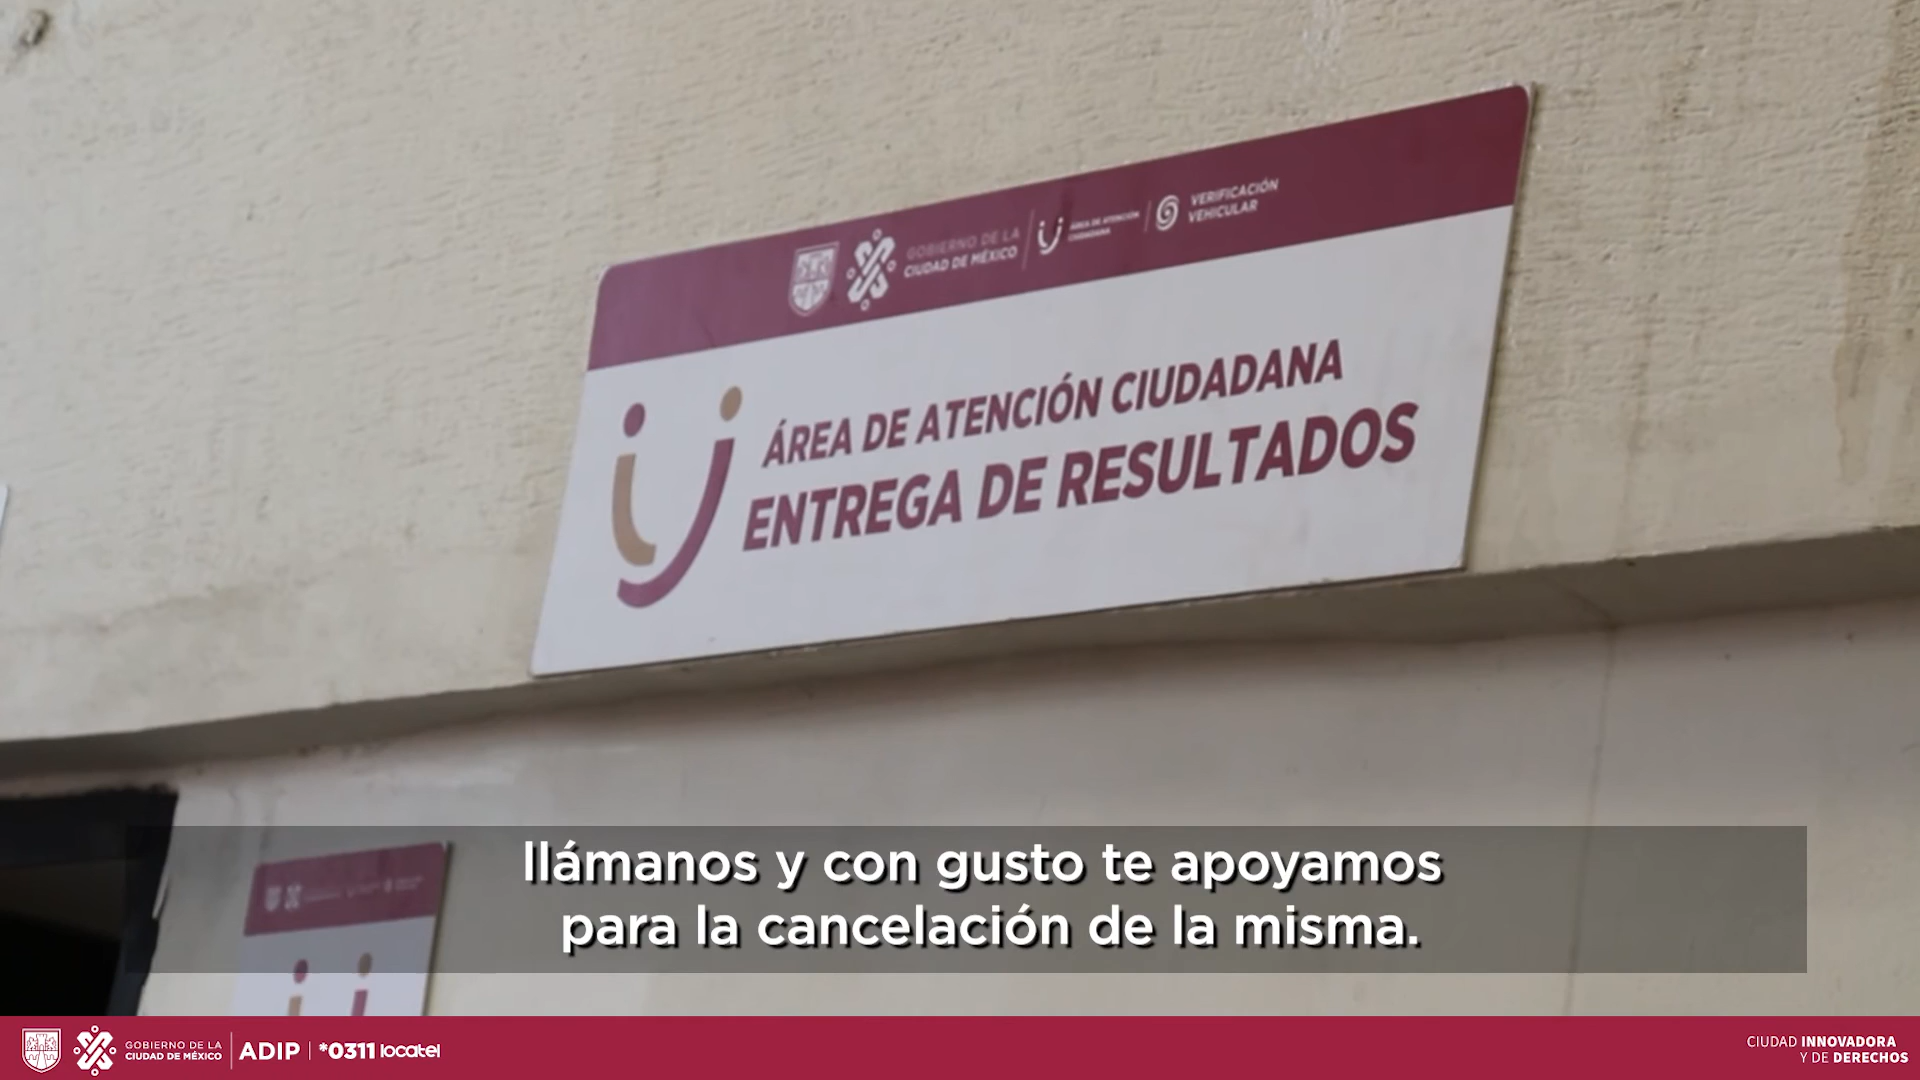 GOBIERNO DE LA
CIUDAD DE MÉXICO
ÁREA DE ATENCIÓN
CIUDADANA
VERIFICACIÓN
VEHICULAR
ÁREA DE ATENCIÓN CIUDADANA
ENTREGA DE RESULTADOS
llámanos y con gusto te apoyamos
para la cancelación de la misma.
GOBIERNO DE LA
CIUDAD DE MÉXICO
ADIP
*0311 locatel
CIUDAD INNOVADORA
Y DE DERECHOS